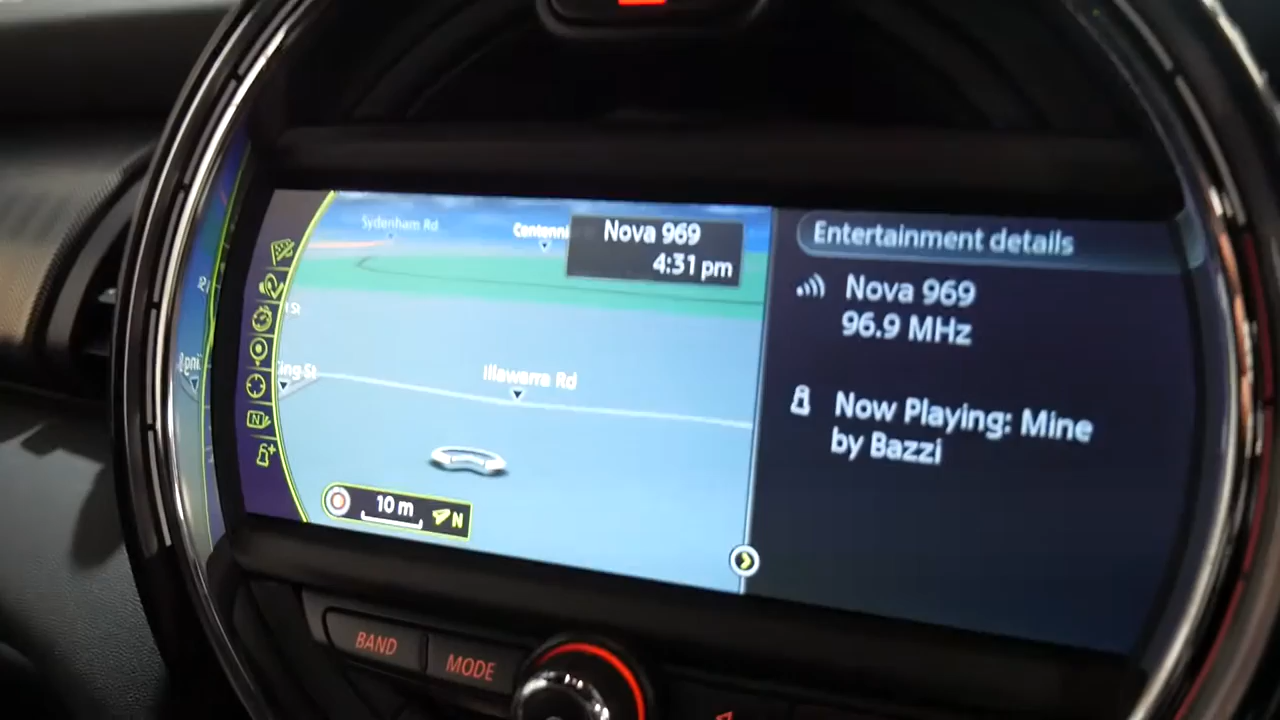 Sydenham Rd
Nova 969
4:31 pm
Illawarra Rd
10 m
N
Entertainment details
Nova 969
96.9 MHz
Now Playing: Mine
by Bazzi
BAND
MODE